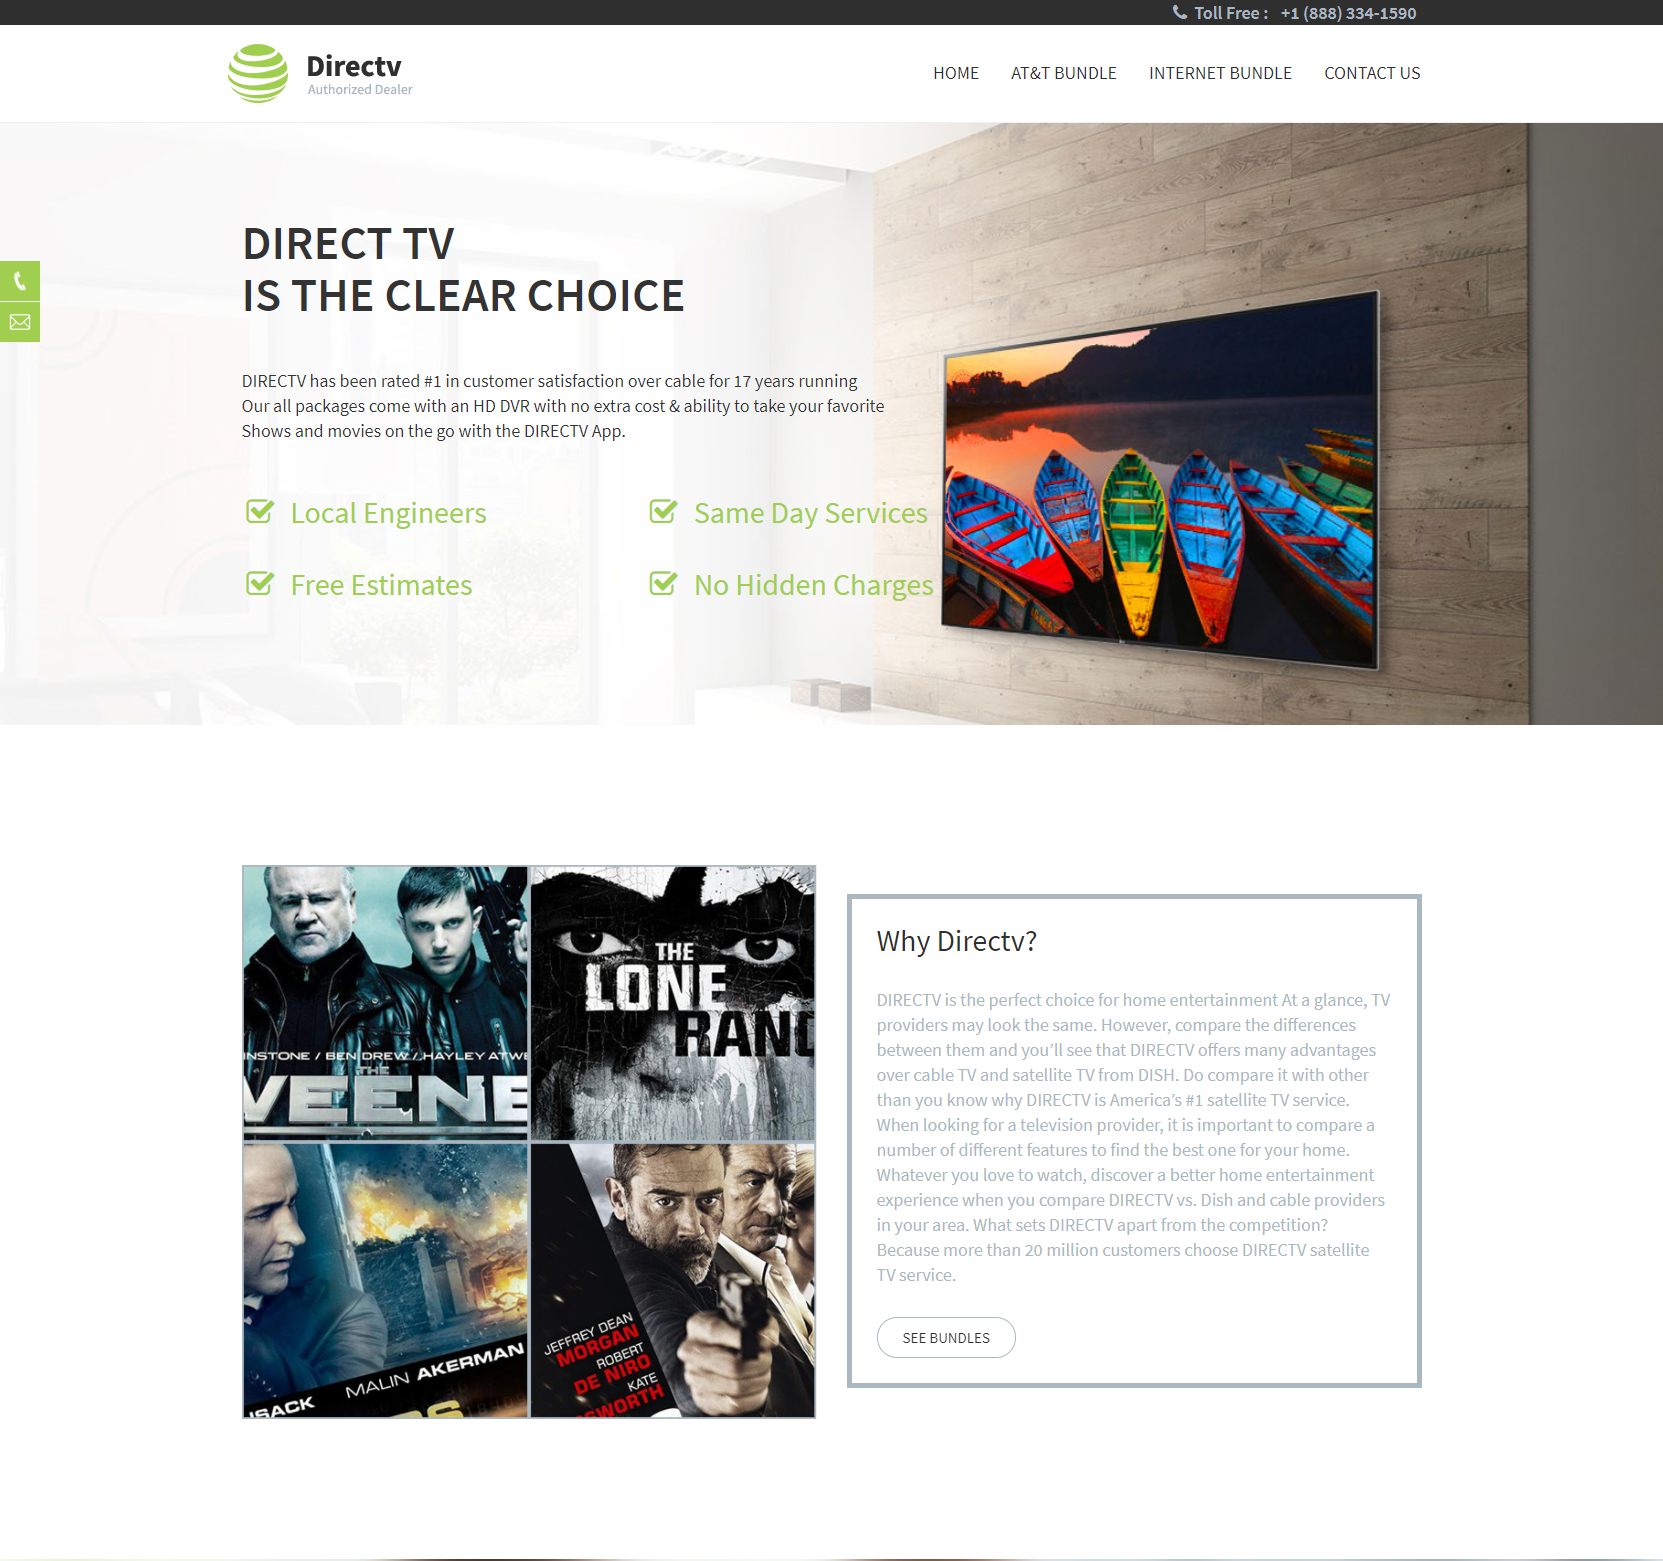 Toll Free : +1 (888) 334-1590
Directv
Authorized Dealer
HOME AT&T BUNDLE INTERNET BUNDLE CONTACT US
DIRECT TV
IS THE CLEAR CHOICE
DIRECTV has been rated #1 in customer satisfaction over cable for 17 years running
Our all packages come with an HD DVR with no extra cost & ability to take your favorite
Shows and movies on the go with the DIRECTV App.
Local Engineers
Same Day Services
Free Estimates
No Hidden Charges
INSTONE / BEN DREW / HAYLEY ATWE
THE
WEENE
THE
LONE
RANG
MALIN AKERMAN
USACK
JEFFREY DEAN
MORGAN
ROBERT
DE NIRO
KATE
SWORTH
Why Directv?
DIRECTV is the perfect choice for home entertainment At a glance, TV
providers may look the same. However, compare the differences
between them and you’ll see that DIRECTV offers many advantages
over cable TV and satellite TV from DISH. Do compare it with other
than you know why DIRECTV is America’s #1 satellite TV service.
When looking for a television provider, it is important to compare a
number of different features to find the best one for your home.
Whatever you love to watch, discover a better home entertainment
experience when you compare DIRECTV vs. Dish and cable providers
in your area. What sets DIRECTV apart from the competition?
Because more than 20 million customers choose DIRECTV satellite
TV service.
SEE BUNDLES